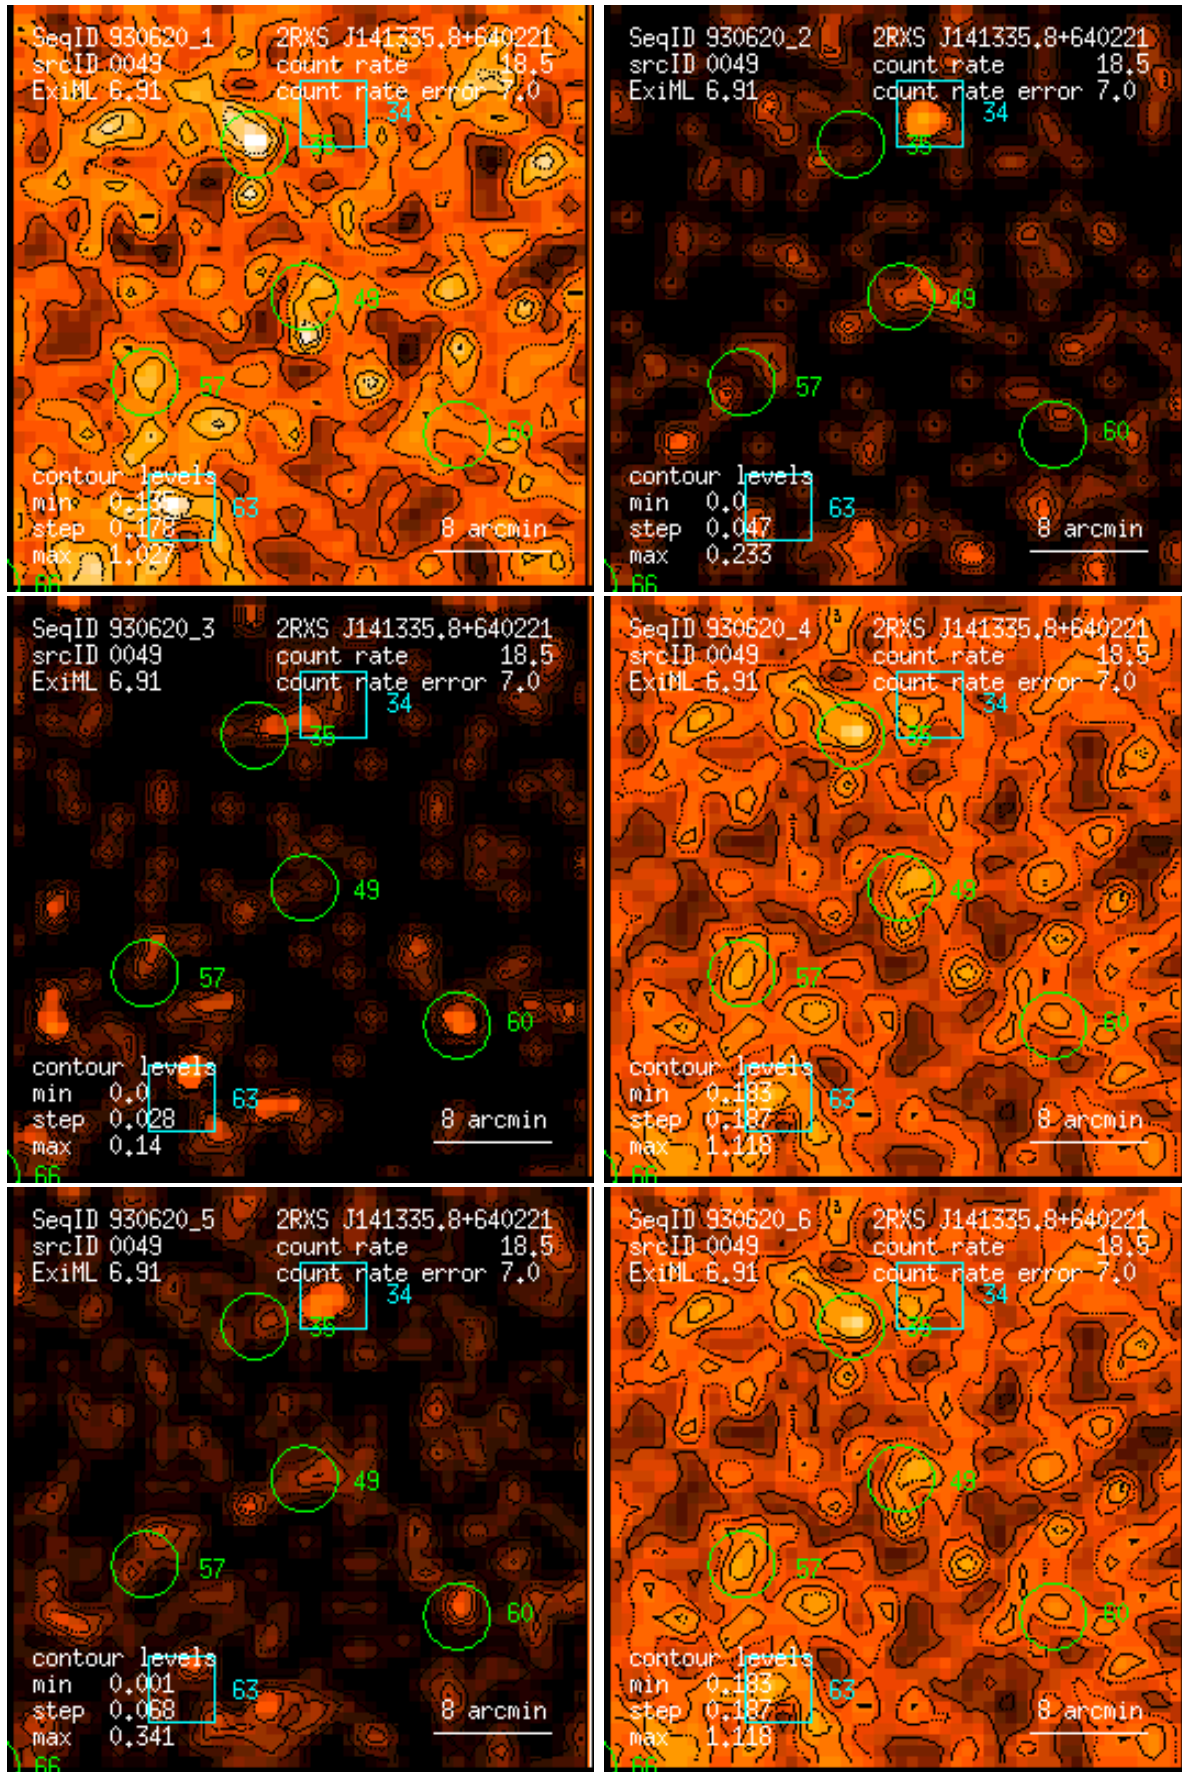 SeqID 930620_1 2RXS J141335.8+640221
srcID 0049 count rate 18.5
ExiML 6.91 count rate error 7.0
34
35
49
57
60
contour levels
min 0.135
63
step 0.178 8 arcmin
max 1.027
66
SeqID 930620_2 2RXS J141335.8+640221
srcID 0049 count rate 18.5
ExiML 6.91 count rate error 7.0
34
35
49
57
60
contour levels
min 0.0
63
step 0.047 8 arcmin
max 0.233
66
SeqID 930620_3 2RXS J141335.8+640221
srcID 0049 count rate 18.5
ExiML 6.91 count rate error 7.0
34
35
49
57
60
contour levels
min 0.0
63
step 0.028 8 arcmin
max 0.14
66
SeqID 930620_4 2RXS J141335.8+640221
srcID 0049 count rate 18.5
ExiML 6.91 count rate error 7.0
34
35
49
57
60
contour levels
min 0.183
63
step 0.187 8 arcmin
max 1.118
66
SeqID 930620_5 2RXS J141335.8+640221
srcID 0049 count rate 18.5
ExiML 6.91 count rate error 7.0
34
35
49
57
60
contour levels
min 0.001
63
step 0.068 8 arcmin
max 0.341
66
SeqID 930620_6 2RXS J141335.8+640221
srcID 0049 count rate 18.5
ExiML 6.91 count rate error 7.0
34
35
49
57
60
contour levels
min 0.183
63
step 0.187 8 arcmin
max 1.118
66